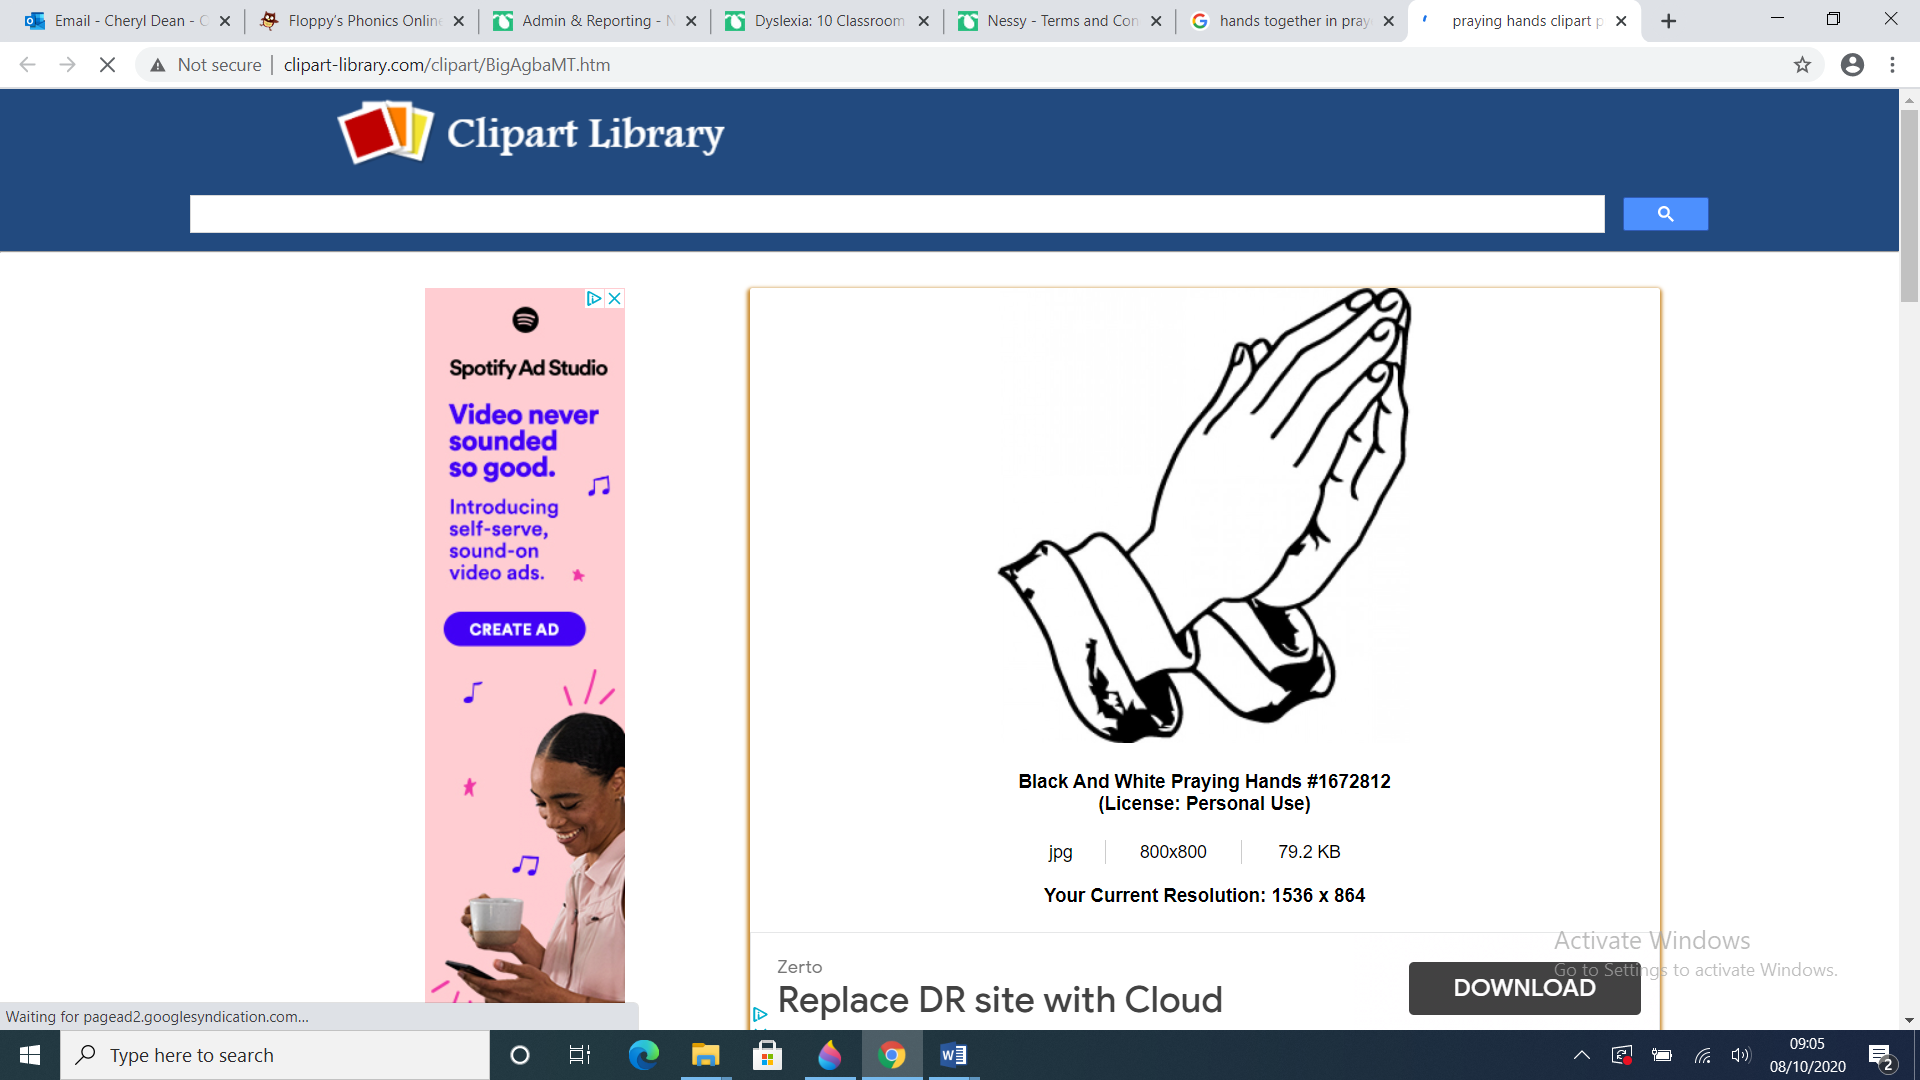 Email - Cheryl Dean - O
Floppy's Phonics Online
Admin & Reporting - N
Dyslexia: 10 Classroom
Nessy - Terms and Con
hands together in pray
praying hands clipart p
Not secure
clipart-library.com/clipart/BigAgbaMT.htm
Clipart Library
Spotify Ad Studio
Video never
sounded
so good.
Introducing
self-serve,
sound-on
video ads.
CREATE AD
Black And White Praying Hands #1672812
(License: Personal Use)
jpg
800x800
79.2 KB
Your Current Resolution: 1536 x 864
Zerto
Replace DR site with Cloud
DOWNLOAD
Activate Windows
Go to Settings to activate Windows.
Waiting for pagead2.googlesyndication.com...
Type here to search
09:05
08/10/2020
2